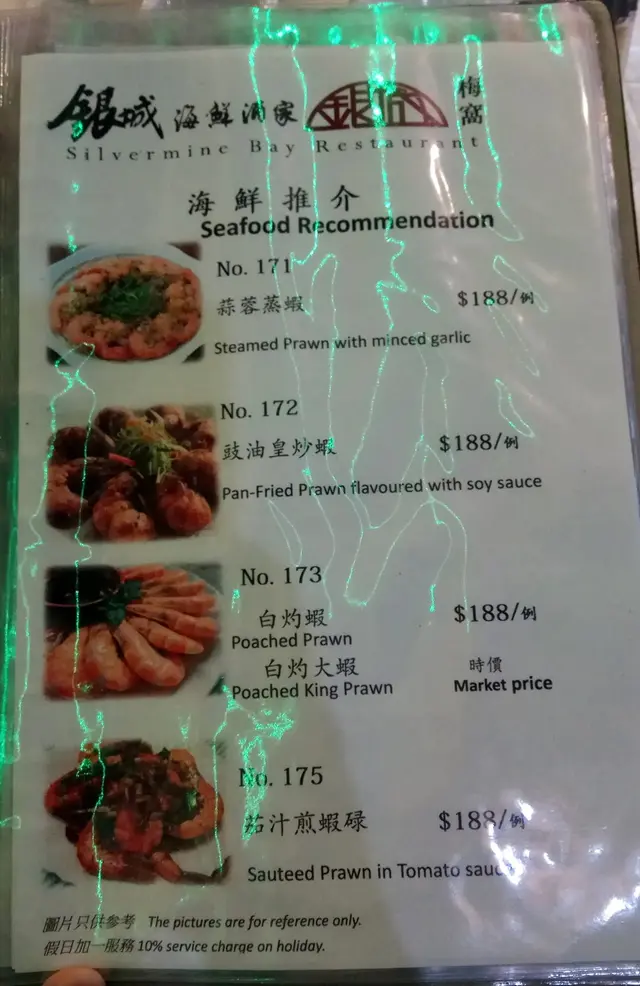 銀城 海鮮酒家 銀城 梅窩
Silvermine Bay Restaurant
海鮮推介
Seafood Recommendation
No. 171
蒜蓉蒸蝦 $188/例
Steamed Prawn with minced garlic
No. 172
豉油皇炒蝦 $188/例
Pan-Fried Prawn flavoured with soy sauce
No. 173
白灼蝦 $188/例
Poached Prawn
白灼大蝦 時價
Poached King Prawn Market price
No. 175
茄汁煎蝦碌 $188/例
Sauteed Prawn in Tomato sauce
圖片只供參考 The pictures are for reference only.
假日加一服務 10% service charge on holiday.